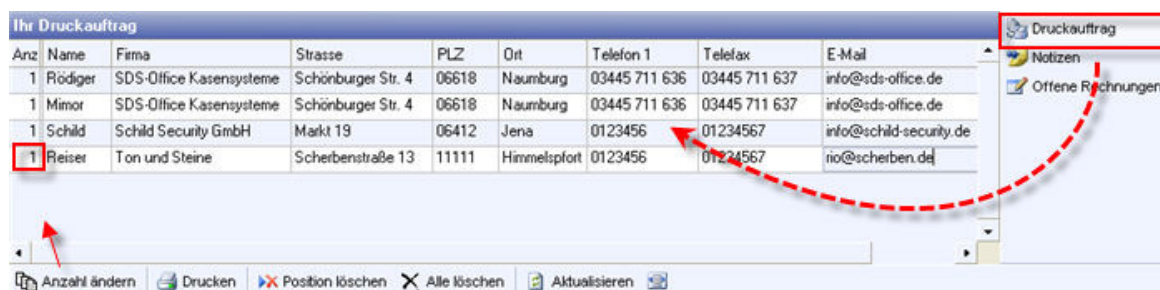 Ihr Druckauftrag
Anz Name Firma Strasse PLZ Ort Telefon 1 Telefax E-Mail
1 Rödiger SDS-Office Kasensysteme Schönburger Str. 4 06618 Naumburg 03445 711 636 03445 711 637 info@sds-office.de
1 Mimor SDS-Office Kasensysteme Schönburger Str. 4 06618 Naumburg 03445 711 636 03445 711 637 info@sds-office.de
1 Schild Schild Security GmbH Markt 19 06412 Jena 0123456 01234567 info@schild-security.de
1 Reiser Ton und Steine Scherbenstraße 13 11111 Himmelspfort 0123456 01234567 rio@scherben.de
Druckauftrag
Notizen
Offene Rechnungen
Anzahl ändern Drucken Position löschen Alle löschen Aktualisieren